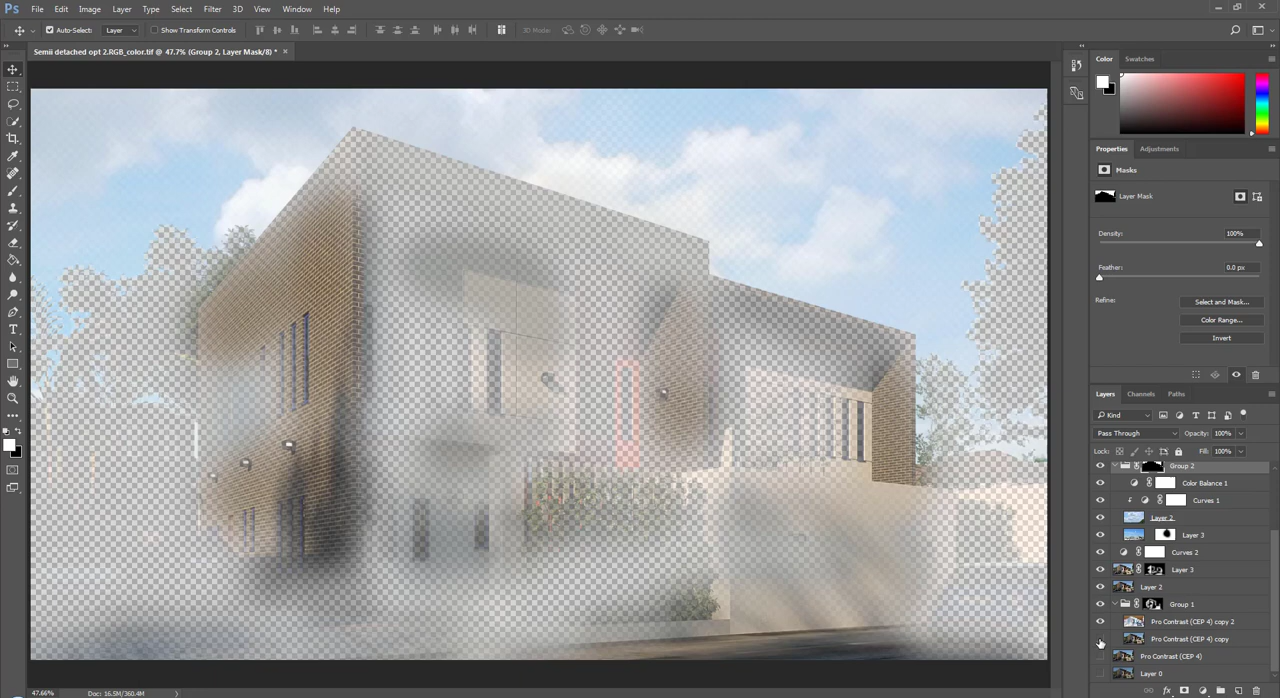 Ps File Edit Image Layer Type Select Filter 3D View Window Help
Auto-Select: Layer Show Transform Controls 3D Mode:
Semii detached opt 2.RGB_color.tif @ 47.7% (Group 2, Layer Mask/8) * ×
Color Swatches
Properties Adjustments
Masks
Layer Mask
Density: 100%
Feather: 0.0 px
Refine: Select and Mask...
Color Range...
Invert
Layers Channels Paths
Kind
Pass Through Opacity: 100%
Lock: Fill: 100%
Group 2
Color Balance 1
Curves 1
Layer 2
Layer 3
Curves 2
Layer 3
Layer 2
Group 1
Pro Contrast (CEP 4) copy 2
Pro Contrast (CEP 4) copy
Pro Contrast (CEP 4)
Layer 0
47.66% Doc: 16.5M/360.4M